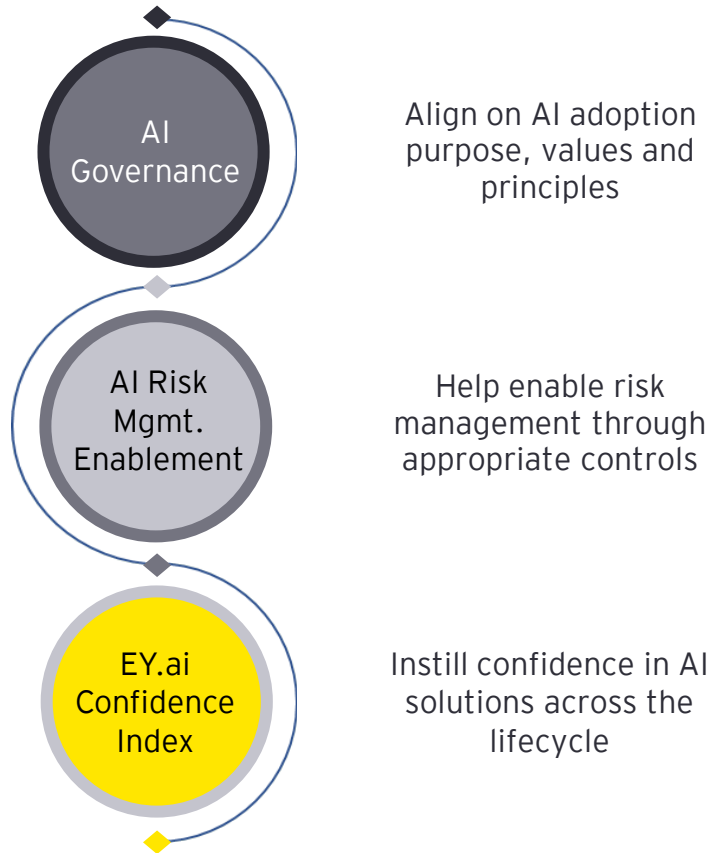 AI
Governance
Align on AI adoption
purpose, values and
principles
AI Risk
Mgmt.
Enablement
Help enable risk
management through
appropriate controls
EY.ai
Confidence
Index
Instill confidence in AI
solutions across the
lifecycle